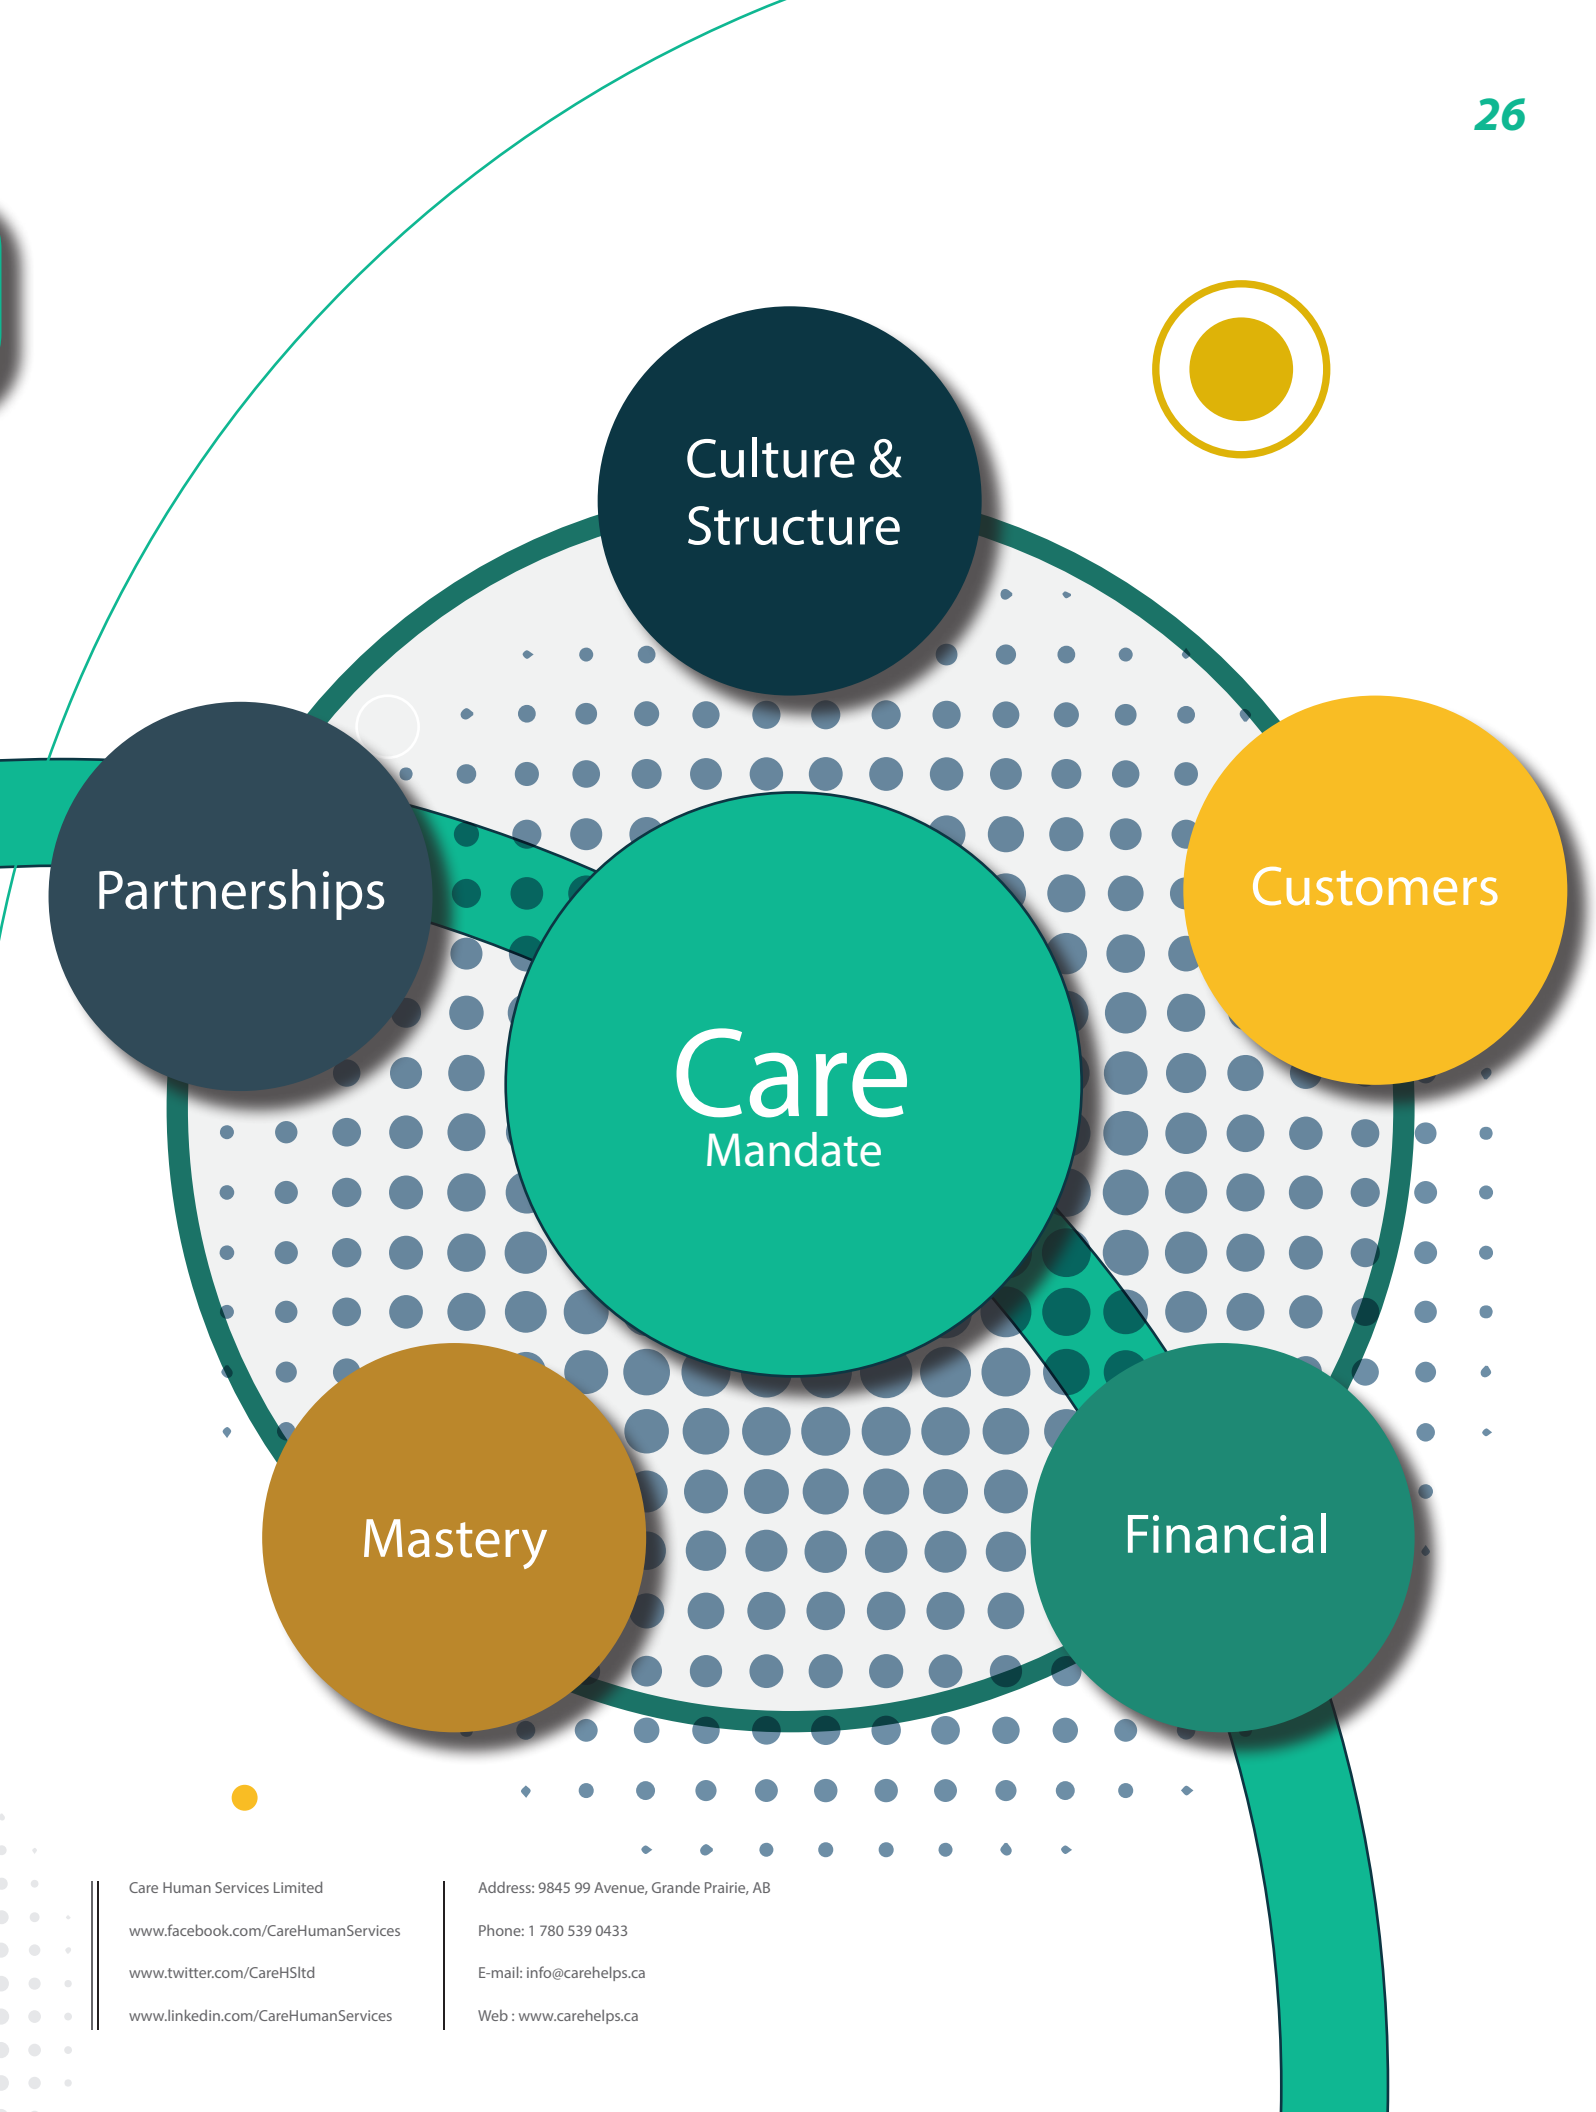 26
Culture &
Structure
Partnerships
Customers
Care
Mandate
Mastery
Financial
Care Human Services Limited
www.facebook.com/CareHumanServices
www.twitter.com/CareHSltd
www.linkedin.com/CareHumanServices
Address: 9845 99 Avenue, Grande Prairie, AB
Phone: 1 780 539 0433
E-mail: info@carehelps.ca
Web : www.carehelps.ca